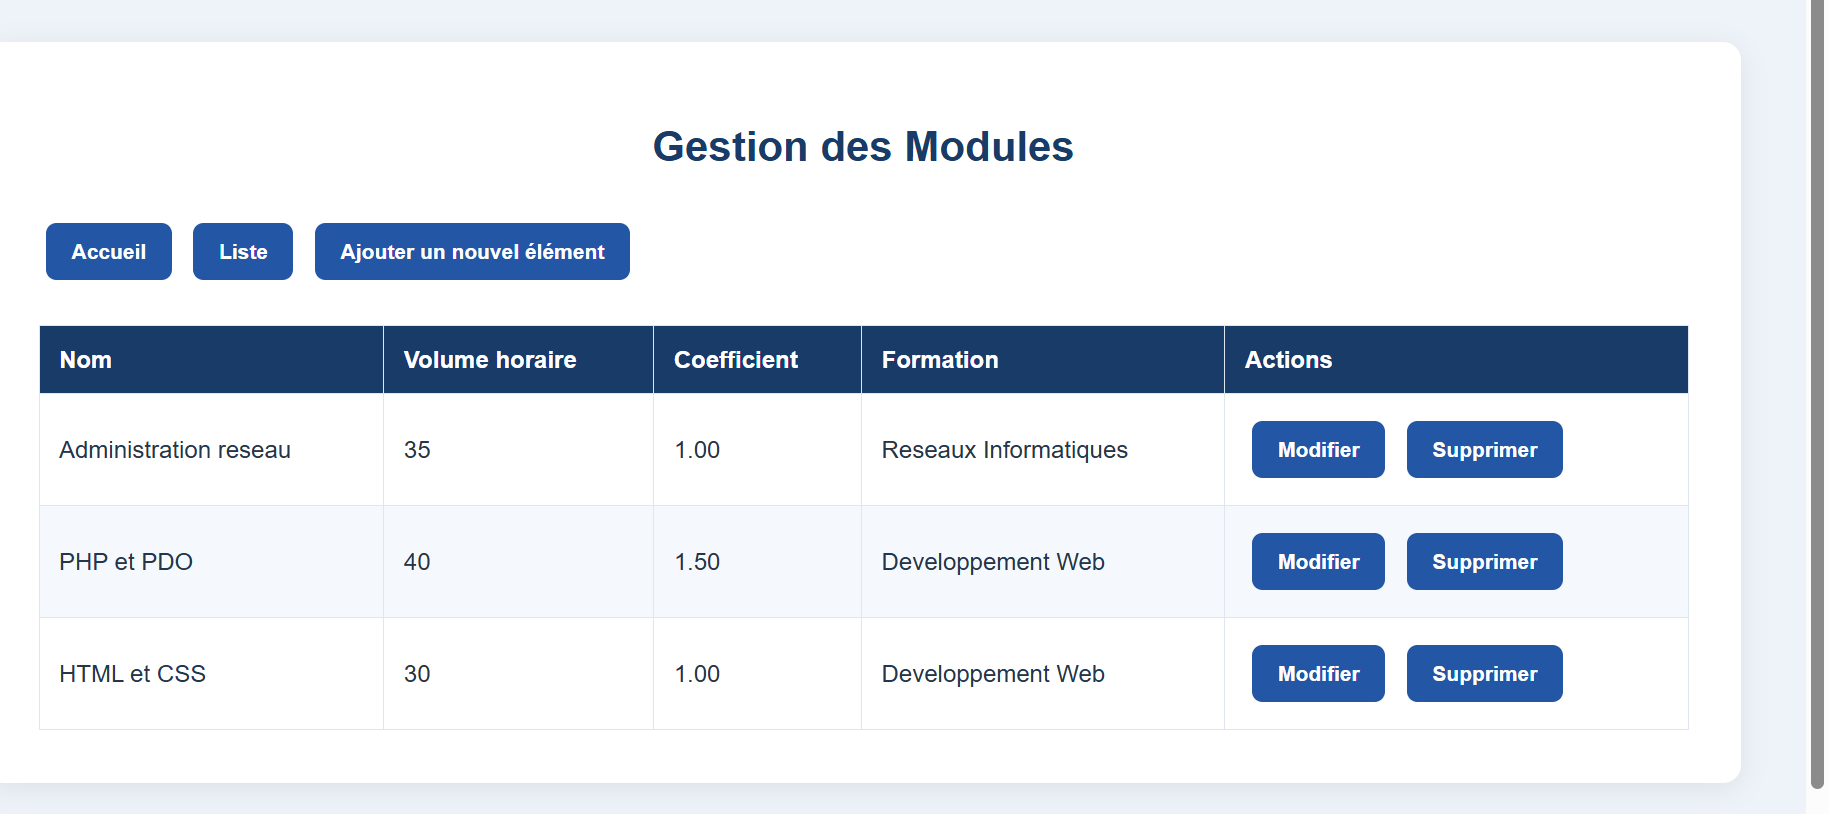 Gestion des Modules
Accueil Liste Ajouter un nouvel élément
Nom Volume horaire Coefficient Formation Actions
Administration reseau 35 1.00 Reseaux Informatiques Modifier Supprimer
PHP et PDO 40 1.50 Developpement Web Modifier Supprimer
HTML et CSS 30 1.00 Developpement Web Modifier Supprimer